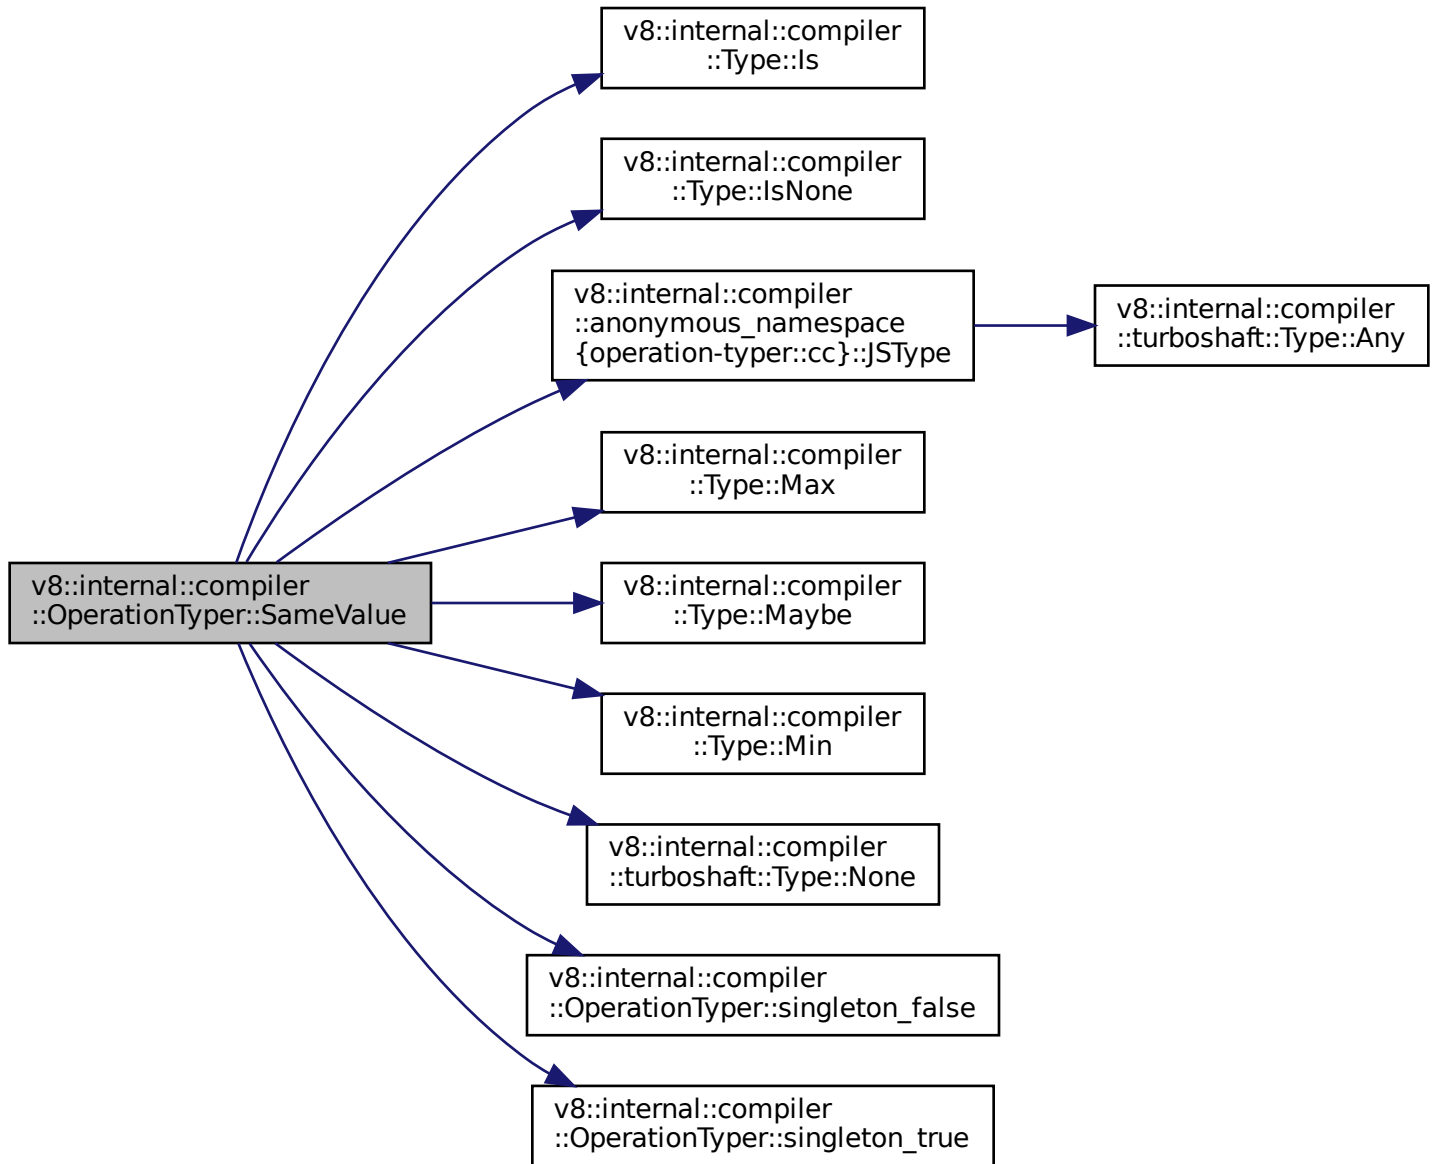 v8::internal::compiler
::Type::Is
v8::internal::compiler
::Type::IsNone
v8::internal::compiler
::anonymous_namespace
{operation-typer::cc}::JSType
v8::internal::compiler
::turboshaft::Type::Any
v8::internal::compiler
::Type::Max
v8::internal::compiler
::OperationTyper::SameValue
v8::internal::compiler
::Type::Maybe
v8::internal::compiler
::Type::Min
v8::internal::compiler
::turboshaft::Type::None
v8::internal::compiler
::OperationTyper::singleton_false
v8::internal::compiler
::OperationTyper::singleton_true